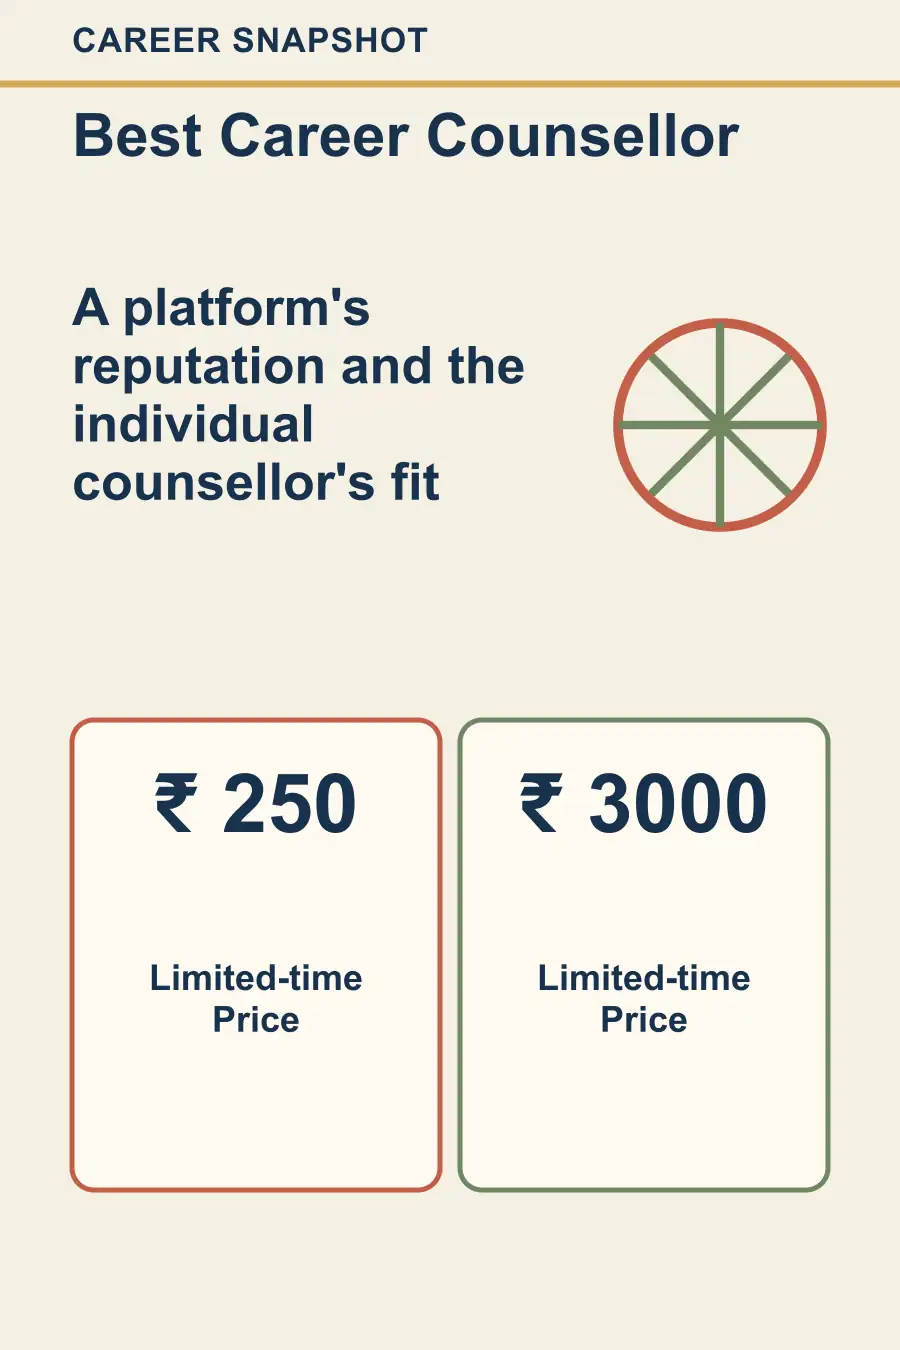 CAREER SNAPSHOT
Best Career Counsellor
A platform's
reputation and the
individual
counsellor's fit
₹ 250
Limited-time
Price
₹ 3000
Limited-time
Price